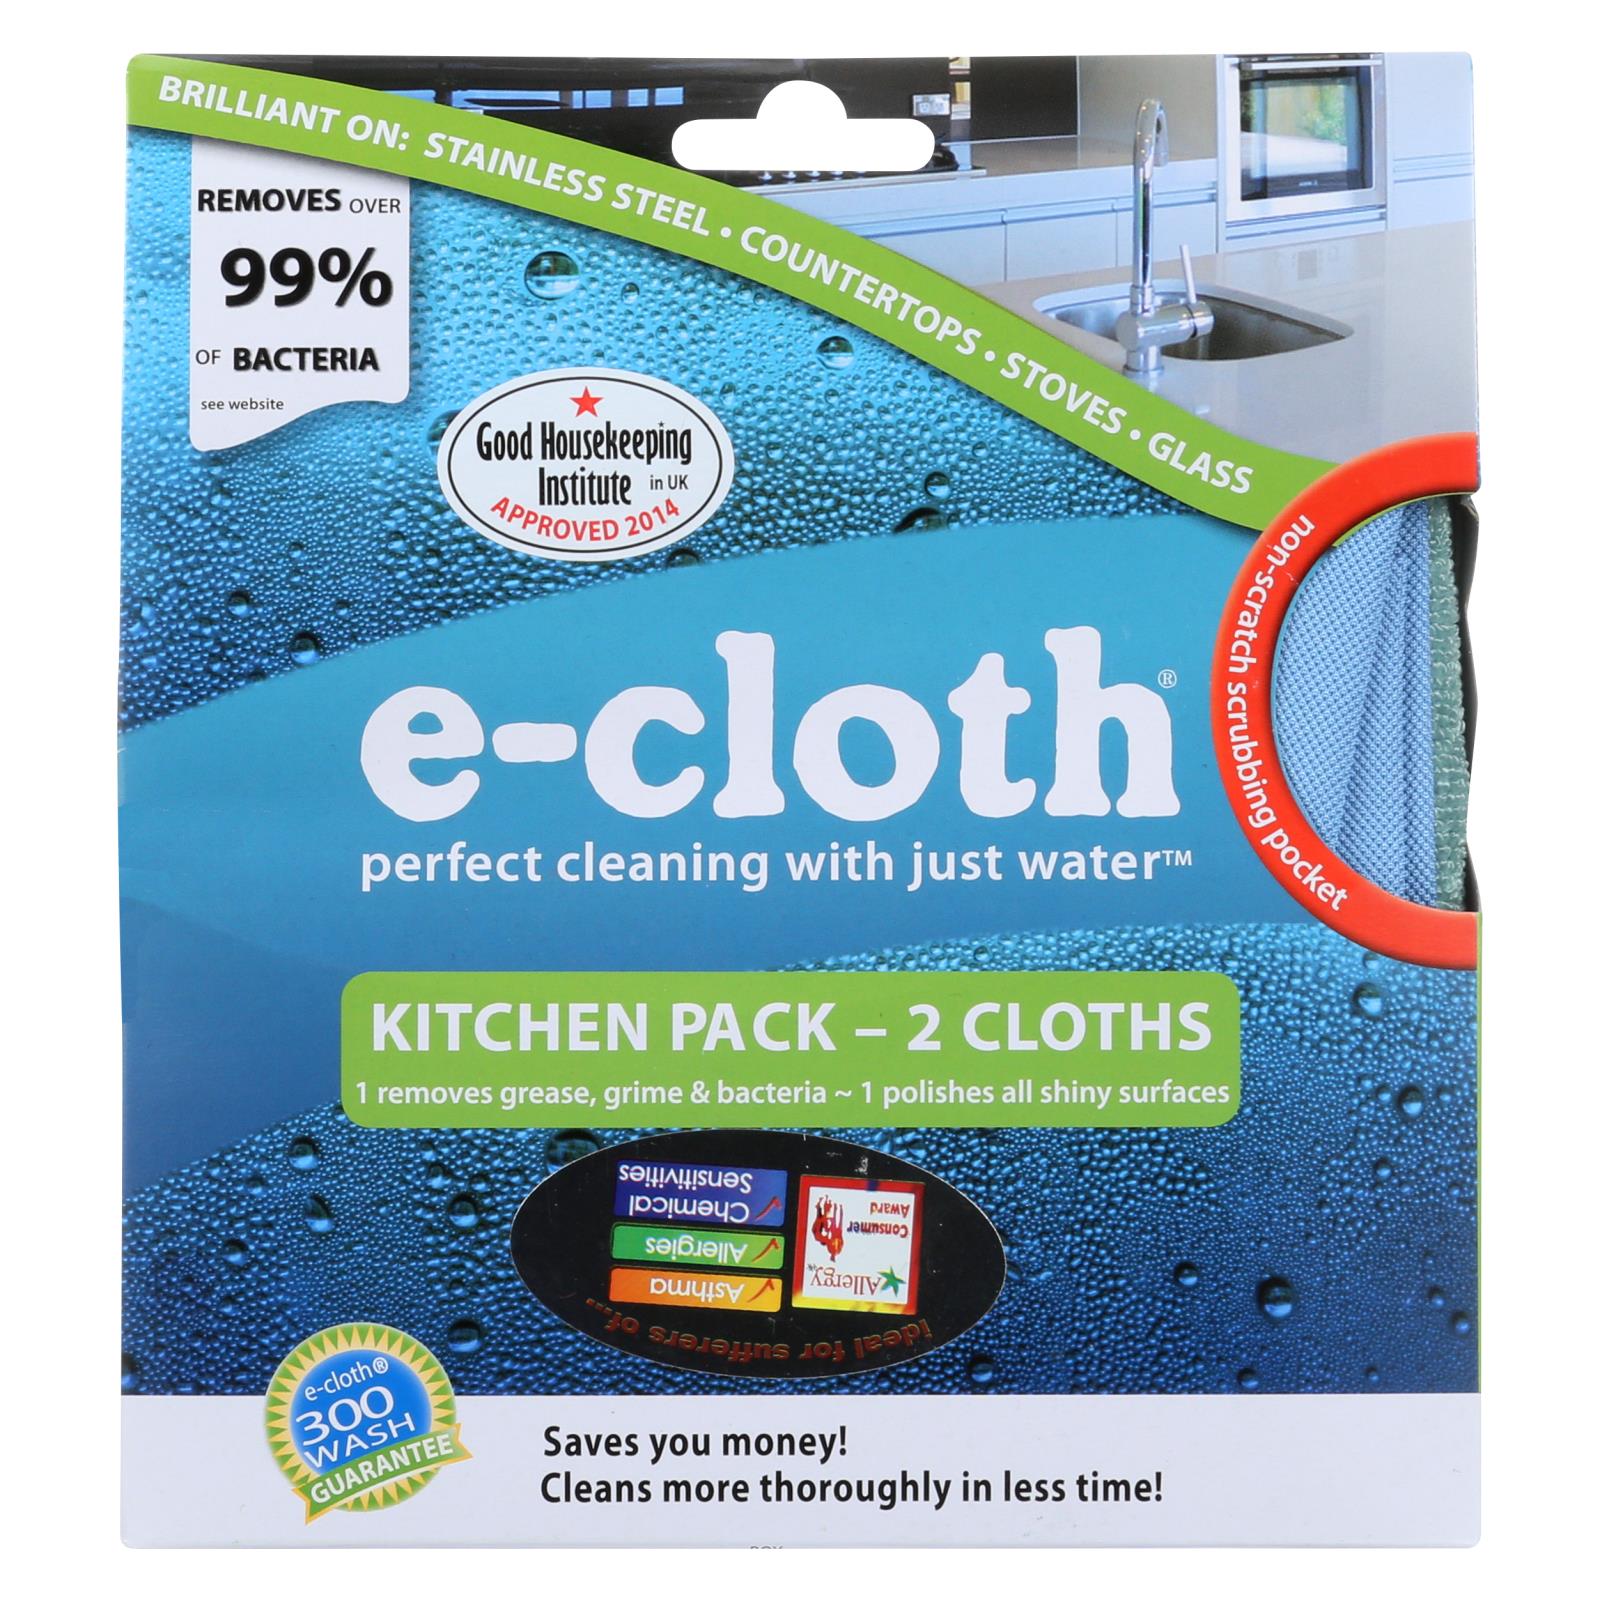 BRILLIANT ON: STAINLESS STEEL • COUNTERTOPS • STOVES • GLASS
REMOVES OVER
99%
OF BACTERIA
see website
Good Housekeeping
Institute in UK
APPROVED 2014
non-scratch scrubbing pocket
e-cloth®
perfect cleaning with just water™
KITCHEN PACK – 2 CLOTHS
1 removes grease, grime & bacteria ~ 1 polishes all shiny surfaces
ideal for sufferers of...
Asthma
Allergies
Chemical
Sensitivities
Allergy UK
Consumer
Award
e-cloth®
300
WASH
GUARANTEE
Saves you money!
Cleans more thoroughly in less time!